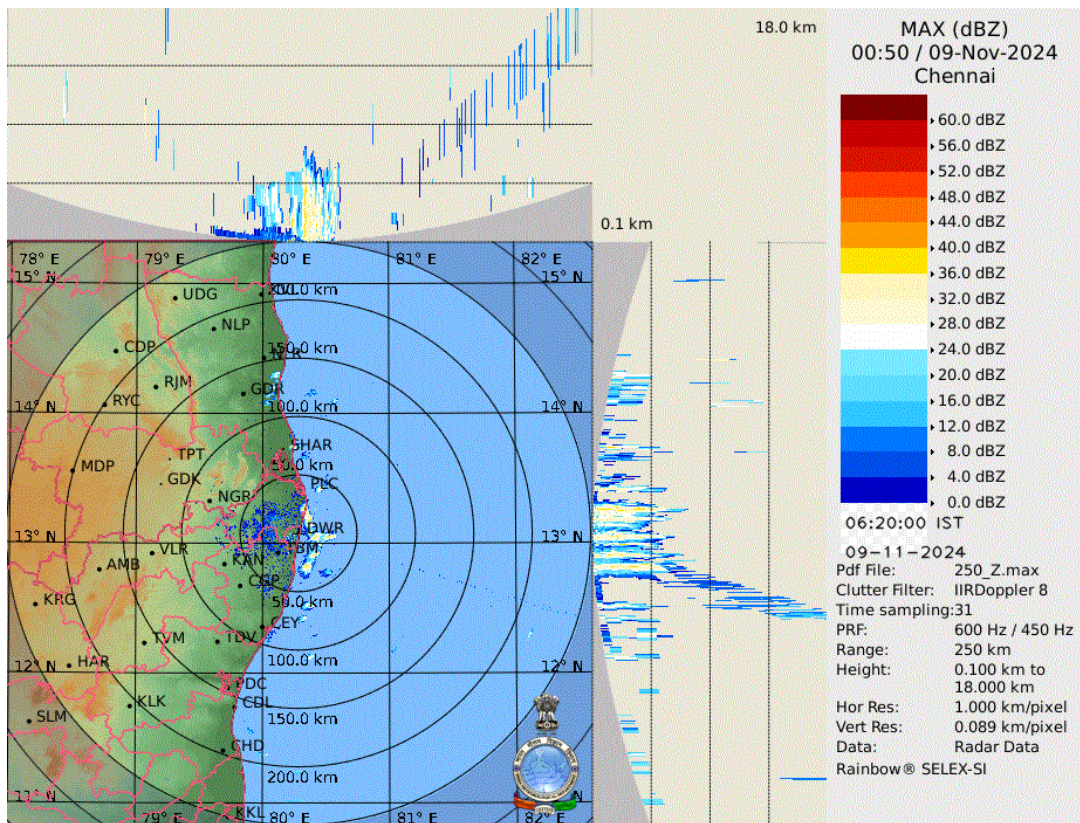 18.0 km
0.1 km
MAX (dBZ)
00:50 / 09-Nov-2024
Chennai
60.0 dBZ
56.0 dBZ
52.0 dBZ
48.0 dBZ
44.0 dBZ
40.0 dBZ
36.0 dBZ
32.0 dBZ
28.0 dBZ
24.0 dBZ
20.0 dBZ
16.0 dBZ
12.0 dBZ
8.0 dBZ
4.0 dBZ
0.0 dBZ
06:20:00 IST
09-11-2024
Pdf File: 250_Z.max
Clutter Filter: IIRDoppler 8
Time sampling:31
PRF: 600 Hz / 450 Hz
Range: 250 km
Height: 0.100 km to
18.000 km
Hor Res: 1.000 km/pixel
Vert Res: 0.089 km/pixel
Data: Radar Data
Rainbow® SELEX-SI
78° E
79° E
80° E
81° E
82° E
15° N
15° N
UDG
NLP
CDP
150.0 km
RJM
GDR
RYC
100.0 km
14° N
14° N
SHAR
TPT
50.0 km
MDP
GDK
PLC
NGR
DWR
13° N
13° N
VLR
KAN
AMB
CGP
KRG
50.0 km
CEY
TVM
TDV
100.0 km
HAR
12° N
12° N
PDC
KLK
CDL
SLM
150.0 km
CHD
200.0 km
11° N
11° N
KKL
79° E
80° E
81° E
82° E